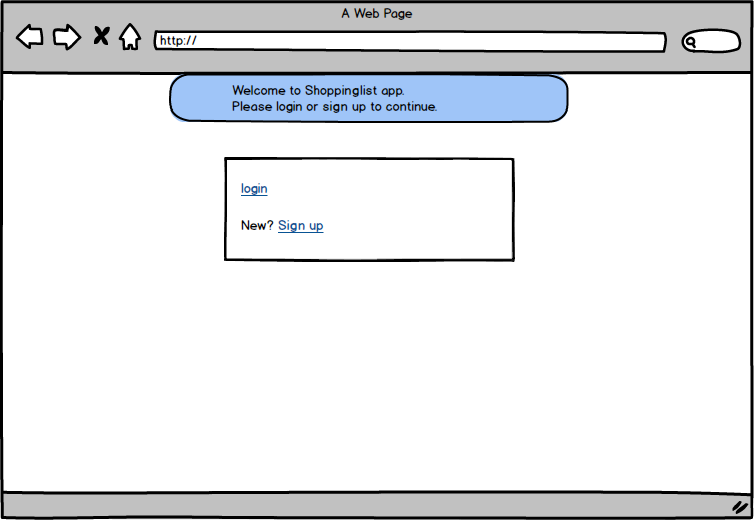 A Web Page
http://
Welcome to Shoppinglist app.
Please login or sign up to continue.
login
New? Sign up